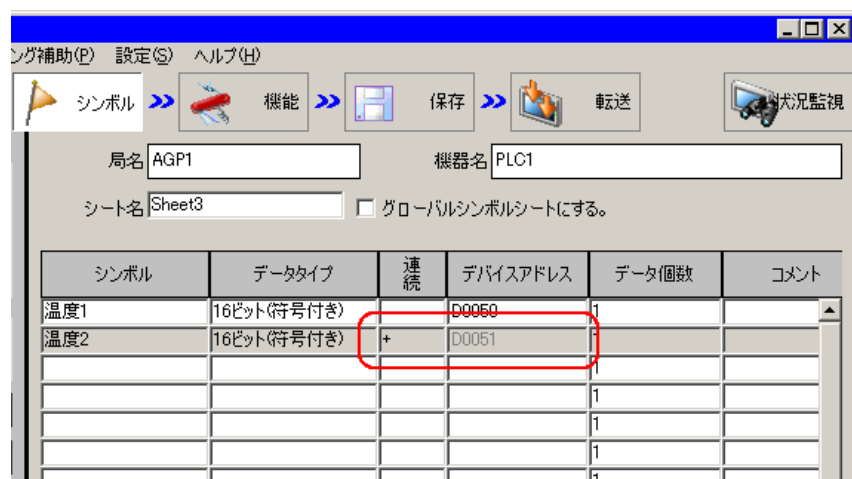 ング補助(P) 設定(S) ヘルプ(H)
シンボル 機能 保存 転送 状況監視
局名 AGP1 機器名 PLC1
シート名 Sheet3 グローバルシンボルシートにする。
シンボル データタイプ 連続 デバイスアドレス データ個数 コメント
温度1 16ビット(符号付き) D0050 1
温度2 16ビット(符号付き) + D0051 1
1
1
1
1
1